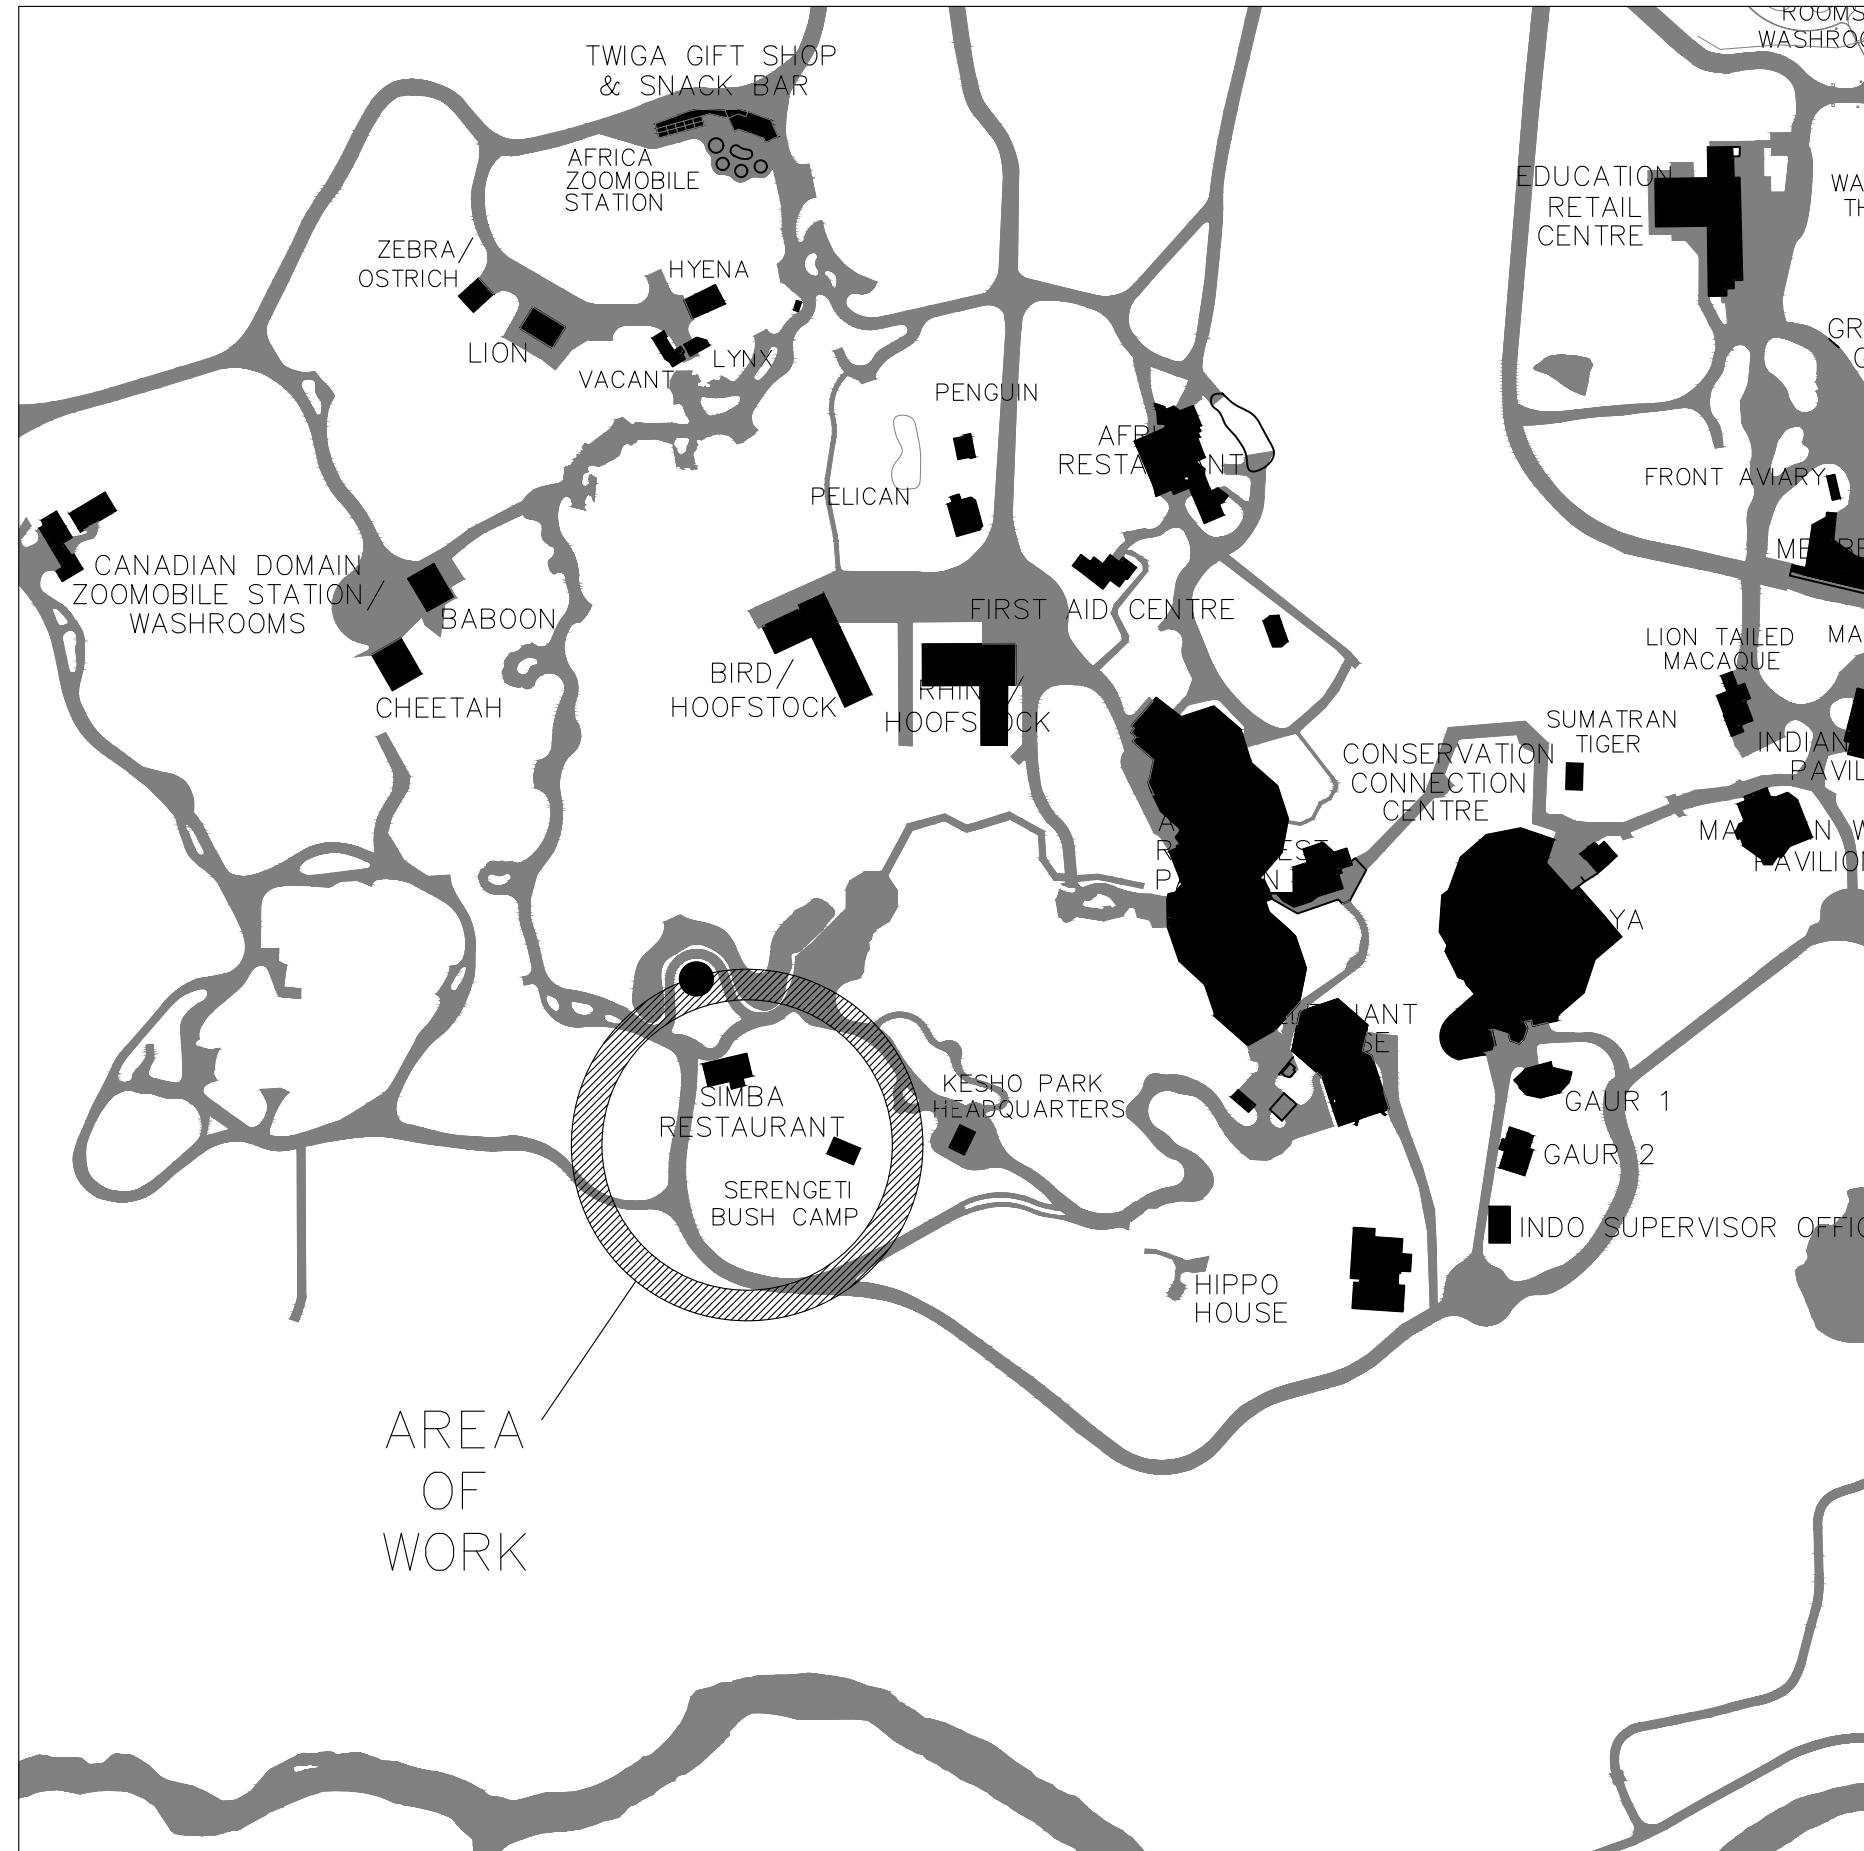 TWIGA GIFT SHOP
& SNACK BAR
AFRICA
ZOOMOBILE
STATION
ZEBRA/
OSTRICH
HYENA
LION
LYNX
VACANT
PENGUIN
PELICAN
EDUCATION
RETAIL
CENTRE
FRONT AVIARY
CANADIAN DOMAIN
ZOOMOBILE STATION/
WASHROOMS
BABOON
CHEETAH
FIRST AID CENTRE
BIRD/
HOOFSTOCK
HOOFSTOCK
LION TAILED
MACAQUE
SUMATRAN
TIGER
CONSERVATION
CONNECTION
CENTRE
INDIAN
KESHO PARK
HEADQUARTERS
SIMBA
RESTAURANT
SERENGETI
BUSH CAMP
GAUR 1
GAUR 2
INDO SUPERVISOR
HIPPO
HOUSE
AREA
OF
WORK